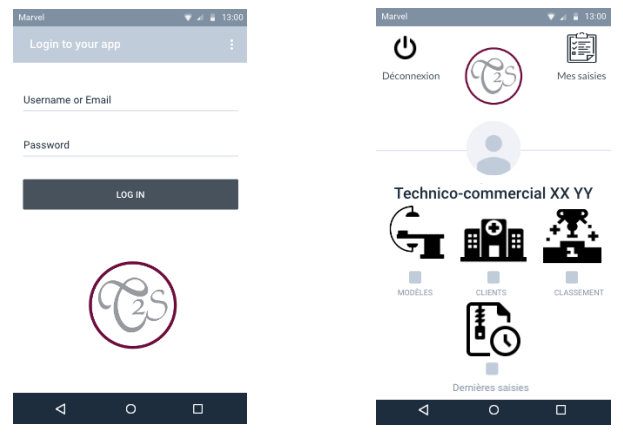 Marvel 13:00
Login to your app
Username or Email
Password
LOG IN
T2S
Marvel 13:00
Déconnexion
T2S
Mes saisies
Technico-commercial XX YY
1
MODÈLES CLIENTS CLASSEMENT
Dernières saisies